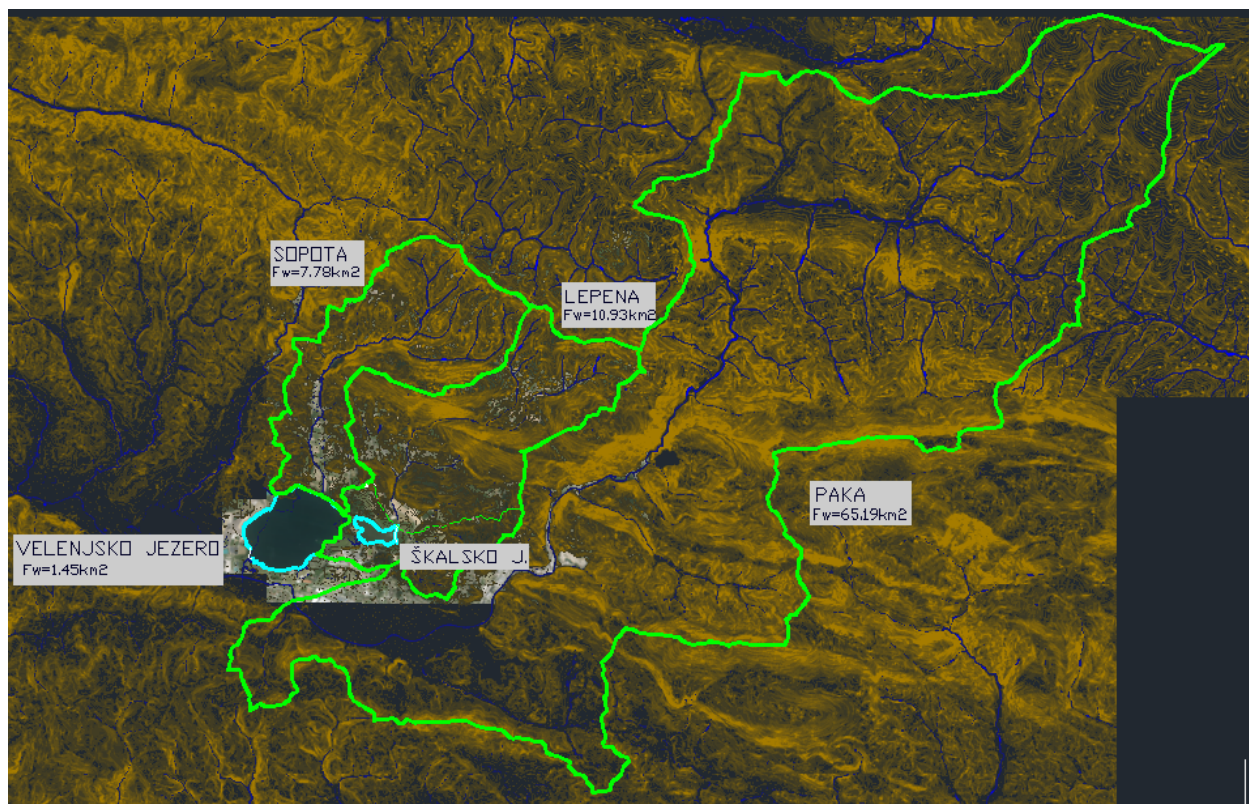 SOPOTA
Fw=7.78km2
LEPENA
Fw=10.93km2
PAKA
Fw=65.19km2
VELENJSKO JEZERO
Fw=1.45km2
ŠKALSKO J.